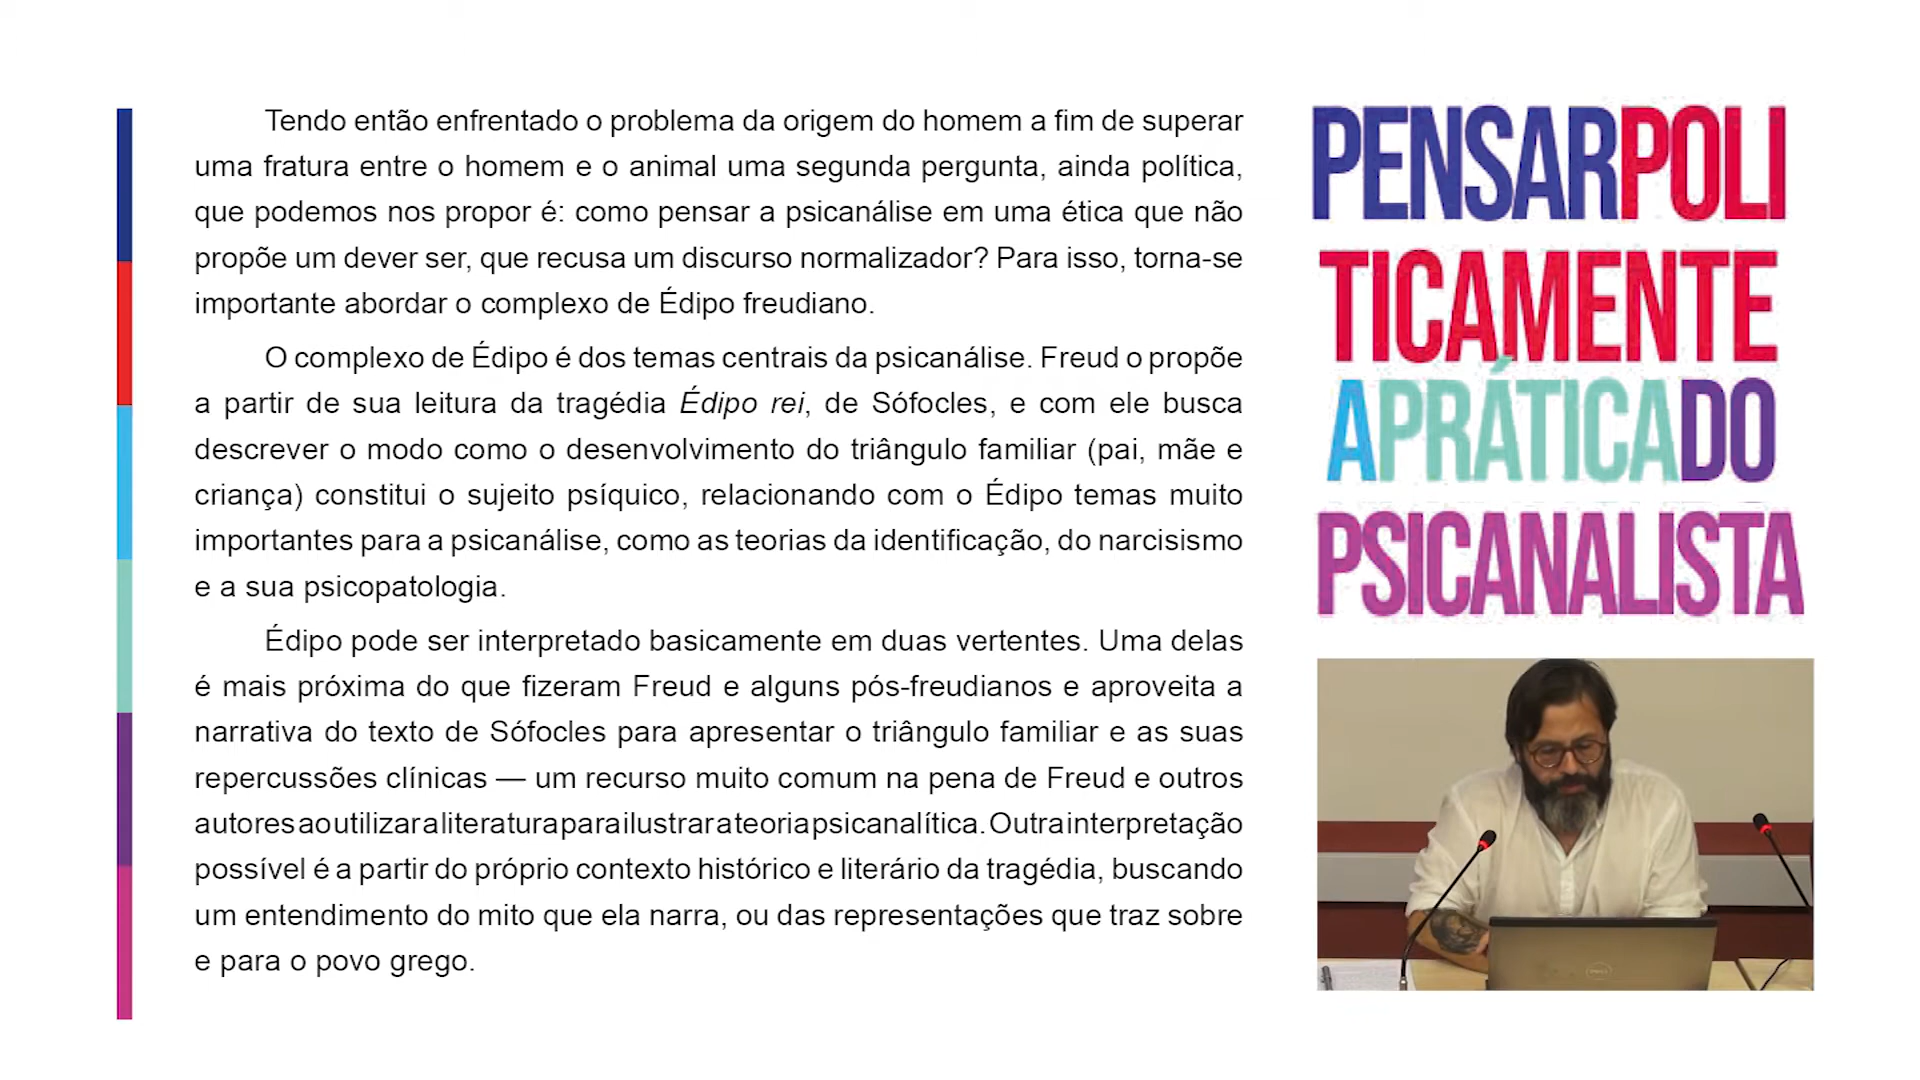 Tendo então enfrentado o problema da origem do homem a fim de superar
uma fratura entre o homem e o animal uma segunda pergunta, ainda política,
que podemos nos propor é: como pensar a psicanálise em uma ética que não
propõe um dever ser, que recusa um discurso normalizador? Para isso, torna-se
importante abordar o complexo de Édipo freudiano.
O complexo de Édipo é dos temas centrais da psicanálise. Freud o propõe
a partir de sua leitura da tragédia Édipo rei, de Sófocles, e com ele busca
descrever o modo como o desenvolvimento do triângulo familiar (pai, mãe e
criança) constitui o sujeito psíquico, relacionando com o Édipo temas muito
importantes para a psicanálise, como as teorias da identificação, do narcisismo
e a sua psicopatologia.
Édipo pode ser interpretado basicamente em duas vertentes. Uma delas
é mais próxima do que fizeram Freud e alguns pós-freudianos e aproveita a
narrativa do texto de Sófocles para apresentar o triângulo familiar e as suas
repercussões clínicas — um recurso muito comum na pena de Freud e outros
autores ao utilizar a literatura para ilustrar a teoria psicanalítica. Outra interpretação
possível é a partir do próprio contexto histórico e literário da tragédia, buscando
um entendimento do mito que ela narra, ou das representações que traz sobre
e para o povo grego.
PENSARPOLI
TICAMENTE
APRÁTICADO
PSICANALISTA
DELL